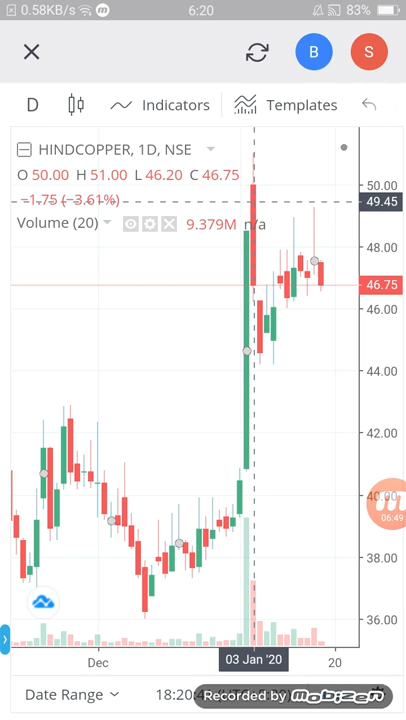 0.58KB/s 6:20 83%
B S
D Indicators Templates
HINDCOPPER, 1D, NSE
O 50.00 H 51.00 L 46.20 C 46.75
−1.75 (−3.61%)
Volume (20) 9.379M n/a
50.00
49.45
48.00
46.75
46.00
44.00
42.00
40.00
06:49
38.00
36.00
Dec 03 Jan '20 20
Date Range 18:20:4
Recorded by mobizen